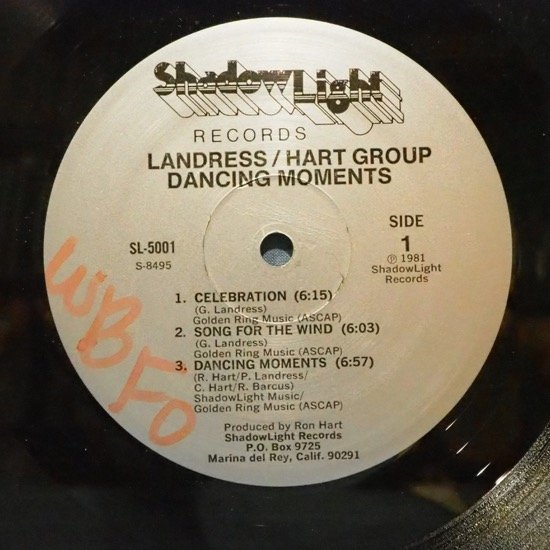 ShadowLight
RECORDS
LANDRESS / HART GROUP
DANCING MOMENTS
SL-5001
S-8495
SIDE
1
℗ 1981
ShadowLight
Records
1. CELEBRATION (6:15)
(G. Landress)
Golden Ring Music (ASCAP)
2. SONG FOR THE WIND (6:03)
(G. Landress)
Golden Ring Music (ASCAP)
3. DANCING MOMENTS (6:57)
(R. Hart/P. Landress/
C. Hart/R. Barcus)
ShadowLight Music/
Golden Ring Music (ASCAP)
Produced by Ron Hart
ShadowLight Records
P.O. Box 9725
Marina del Rey, Calif. 90291
WBFO